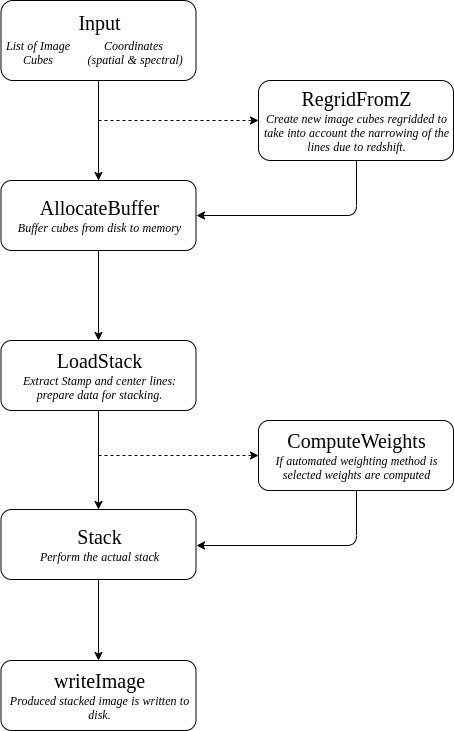 Input
List of Image Coordinates
Cubes (spatial & spectral)
RegridFromZ
Create new image cubes regridded to
take into account the narrowing of the
lines due to redshift.
AllocateBuffer
Buffer cubes from disk to memory
LoadStack
Extract Stamp and center lines:
prepare data for stacking.
ComputeWeights
If automated weighting method is
selected weights are computed
Stack
Perform the actual stack
writeImage
Produced stacked image is written to
disk.